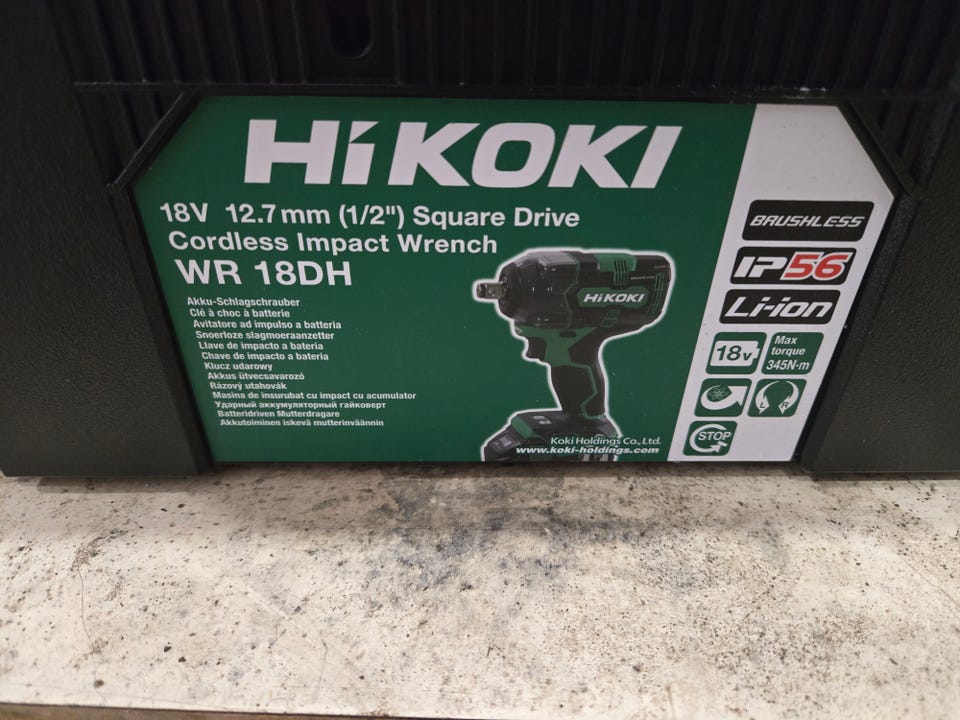 HiKOKI
18V 12.7mm (1/2") Square Drive
Cordless Impact Wrench
WR 18DH
Akku-Schlagschrauber
Clé à choc à batterie
Avitatore ad impulso a batteria
Snoerloze slagmoeraanzetter
Llave de impacto a batería
Chave de impacto a bateria
Klucz udarowy
Akkus ütvecsavarozó
Rázový utahovák
Masina de insurubat cu impact cu acumulator
Ударный аккумуляторный гайковерт
Batteridriven Mutterdragare
Akkutoiminen iskevä mutterinväännin
HiKOKI
Koki Holdings Co., Ltd.
www.koki-holdings.com
BRUSHLESS
IP56
Li-ion
18V
Max
torque
345N·m
L R
STOP